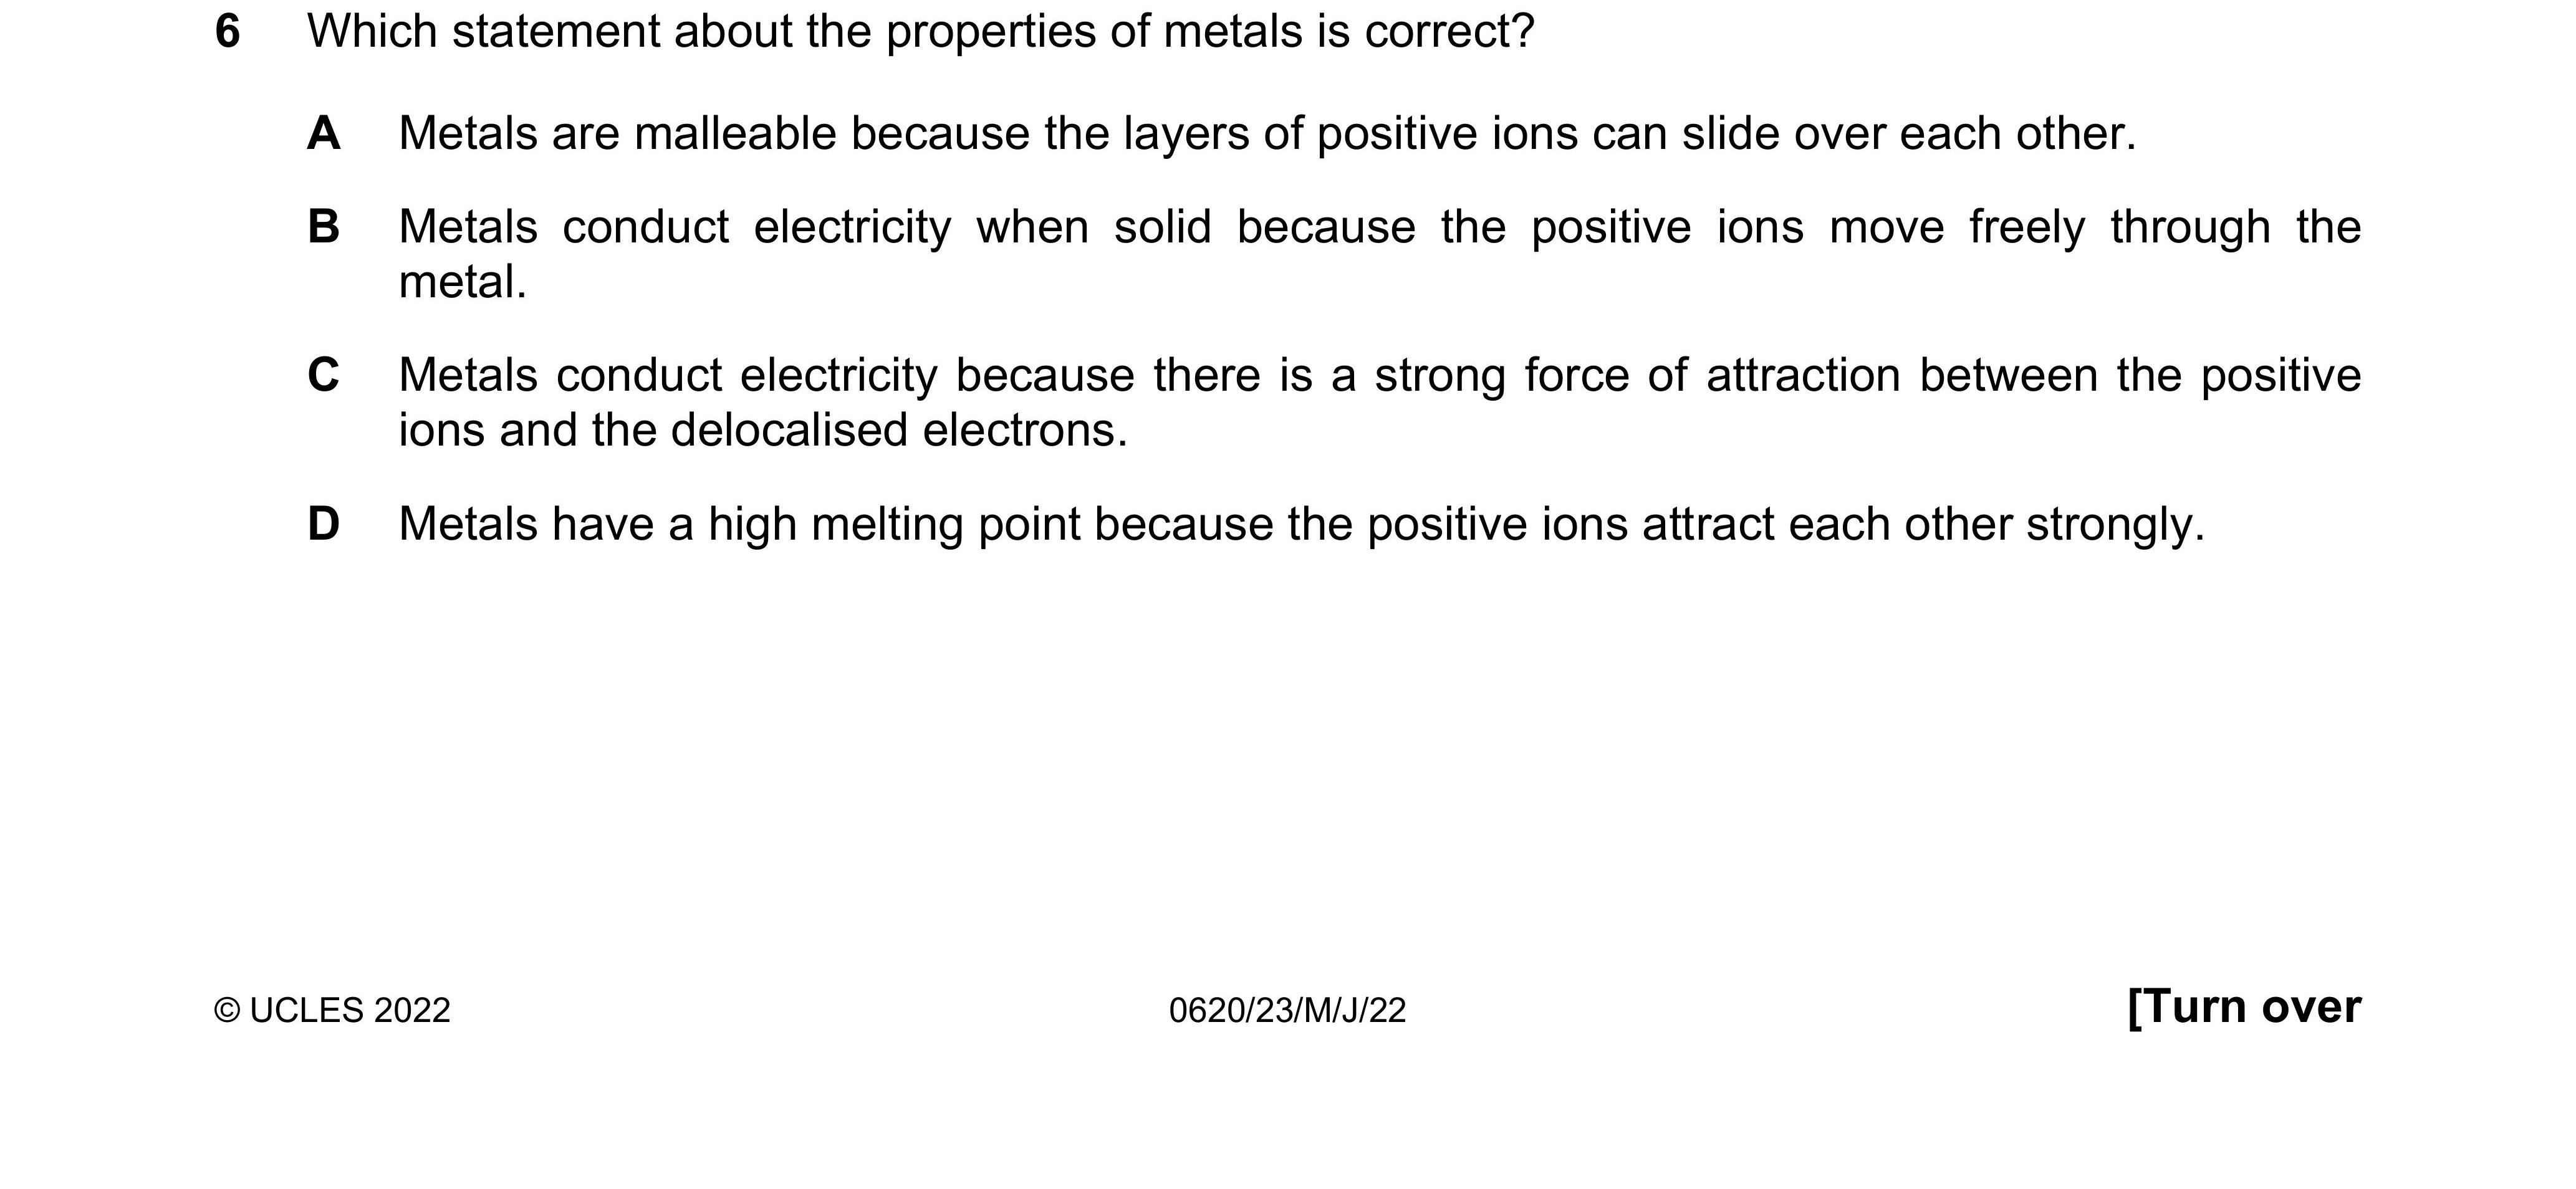 6 Which statement about the properties of metals is correct?
A Metals are malleable because the layers of positive ions can slide over each other.
B Metals conduct electricity when solid because the positive ions move freely through the
metal.
C Metals conduct electricity because there is a strong force of attraction between the positive
ions and the delocalised electrons.
D Metals have a high melting point because the positive ions attract each other strongly.
© UCLES 2022 0620/23/M/J/22 [Turn over